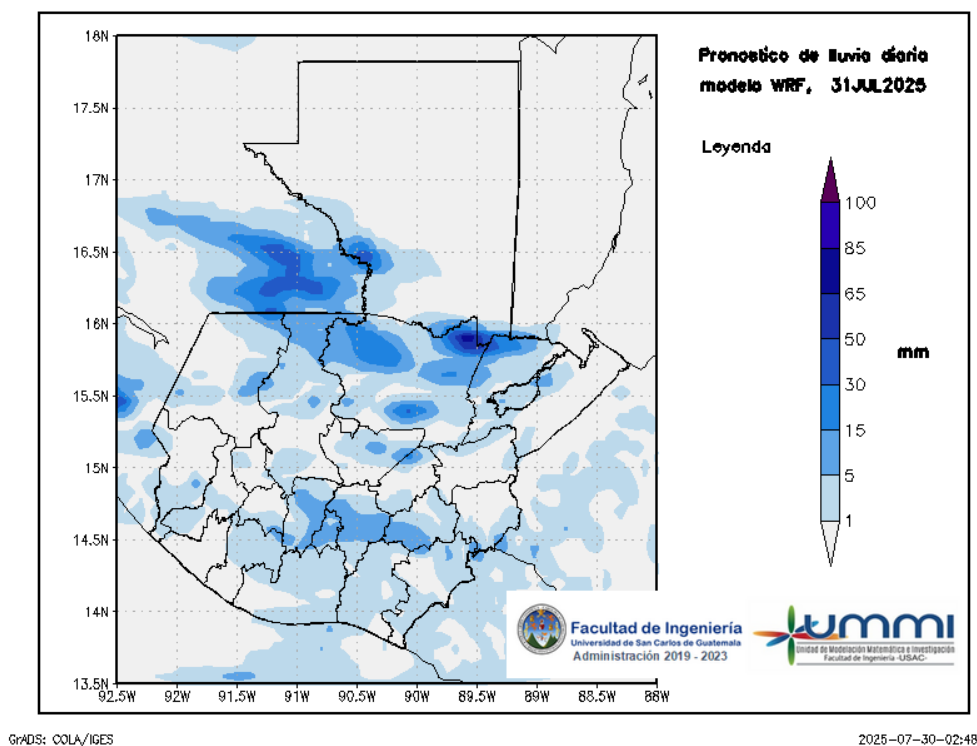 Pronostico de lluvia diaria
modelo WRF, 31JUL2025
Leyenda
100
85
65
50
30
15
5
1
mm
18N
17.5N
17N
16.5N
16N
15.5N
15N
14.5N
14N
13.5N
92.5W
92W
91.5W
91W
90.5W
90W
89.5W
89W
88.5W
88W
Facultad de Ingeniería
Universidad de San Carlos de Guatemala
Administración 2019 - 2023
ummi
Unidad de Modelación Matemática e Investigación
Facultad de Ingeniería -USAC-
GrADS: COLA/IGES
2025-07-30-02:48